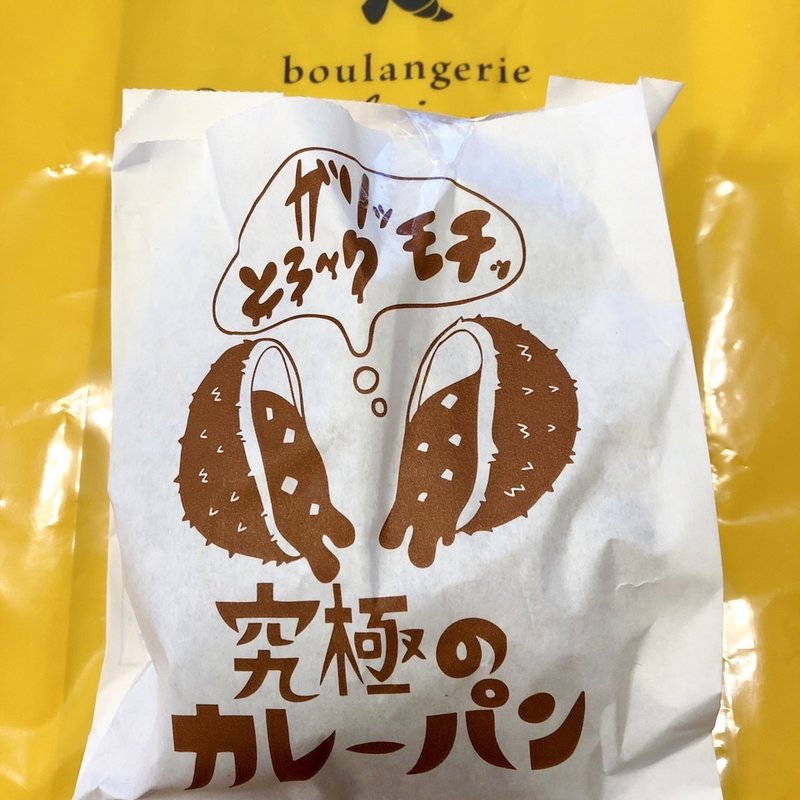 boulangerie
ガリッ
とろッ モチッ
究極の
カレーパン